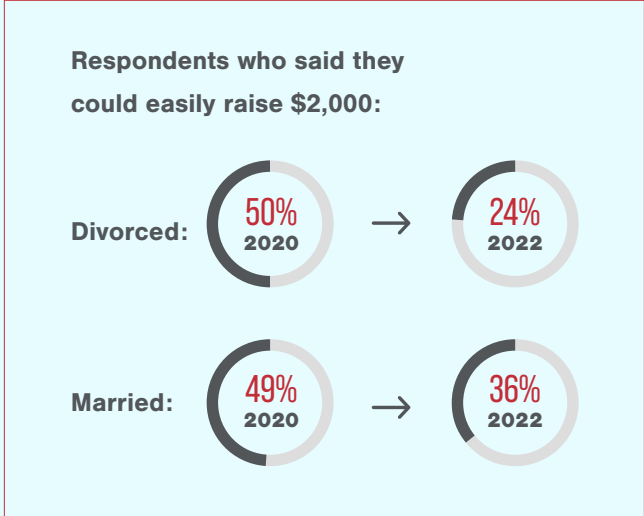 Respondents who said they
could easily raise $2,000:
Divorced:
50%
2020
24%
2022
Married:
49%
2020
36%
2022